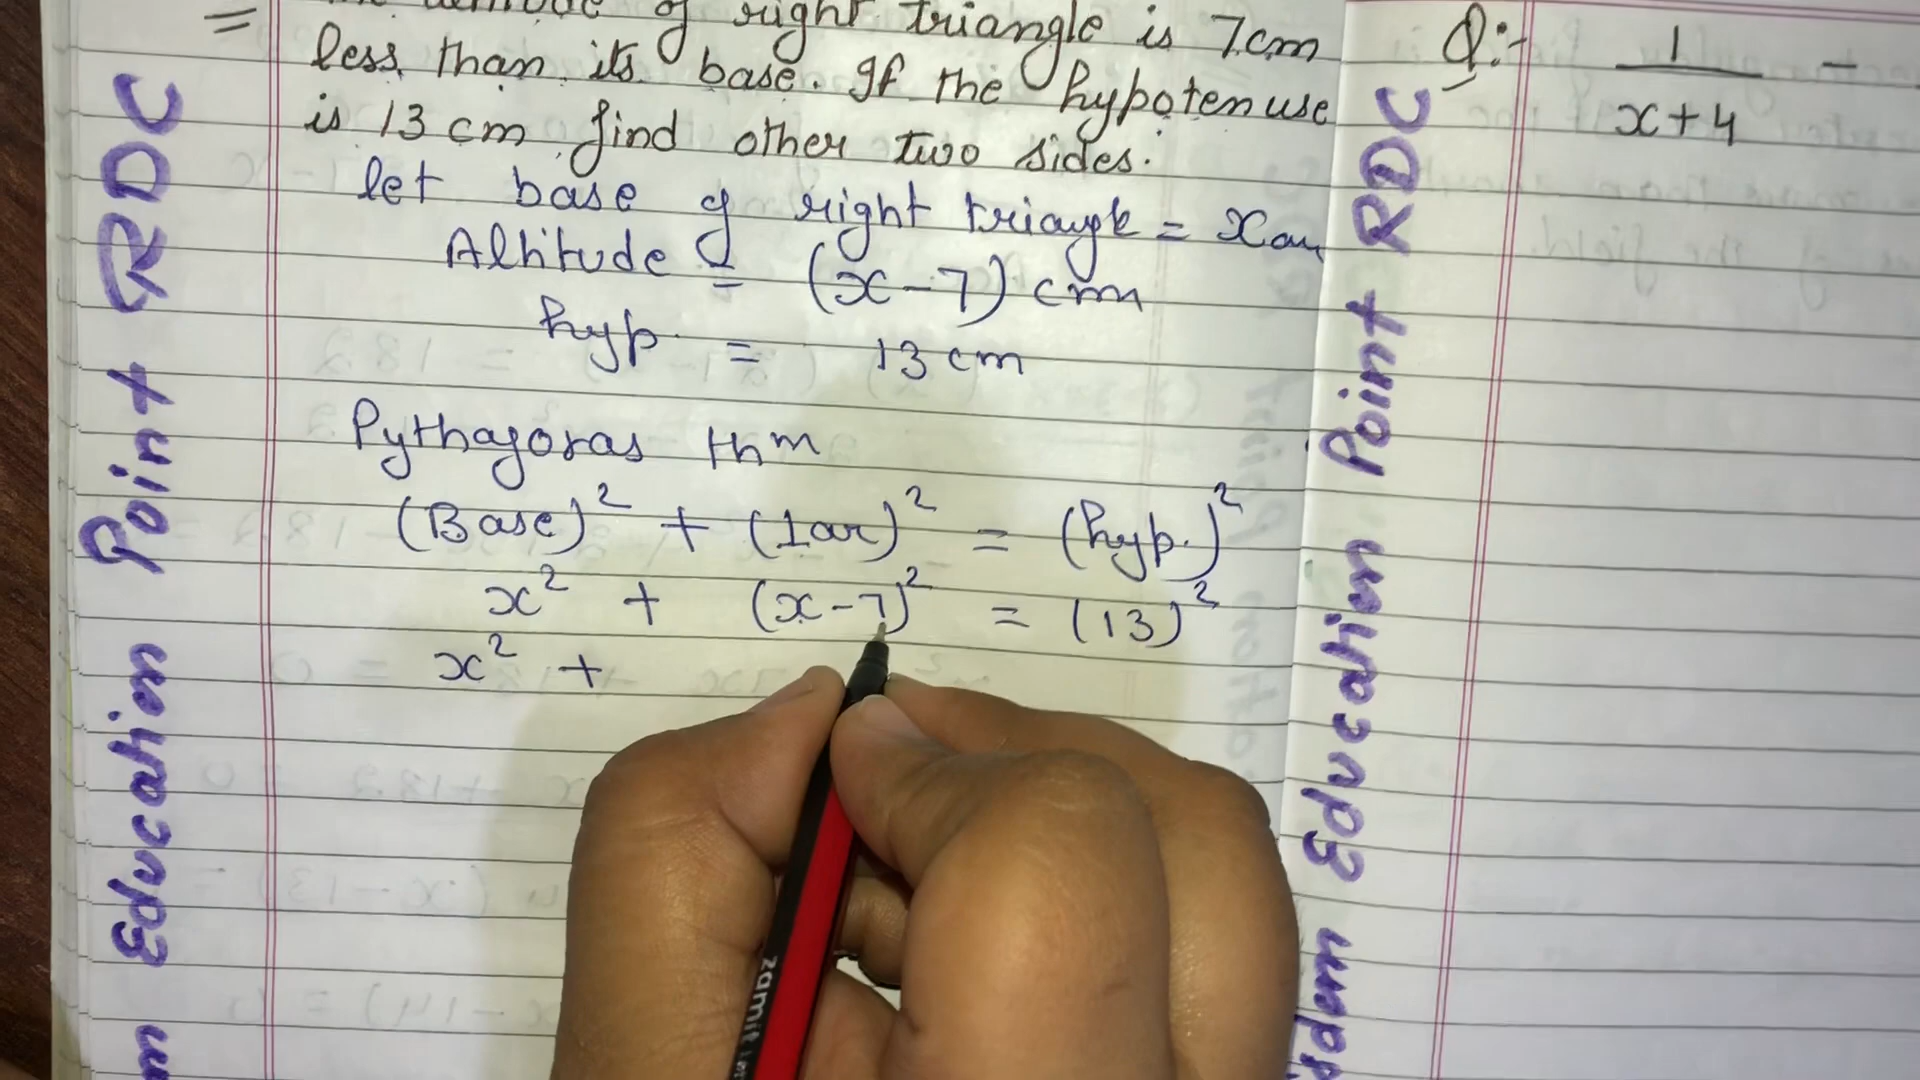 of right triangle is 7cm
less than its base. If the hypotenuse
is 13 cm find other two sides.
let base of right triangle = x cm
Altitude = (x-7) cm
hyp. = 13 cm
Pythagoras thm
(Base)² + (lar)² = (hyp.)²
x² + (x-7)² = (13)²
x² +
Q:- 1/(x+4) -
Education Point RDC
Education Point RDC
zamit